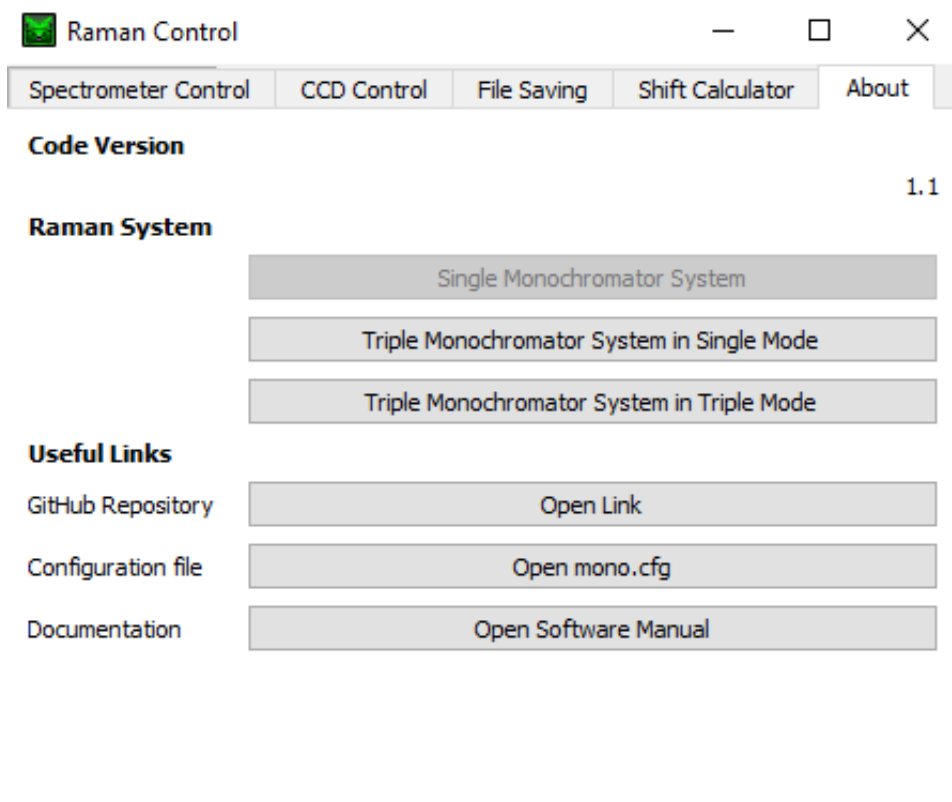 Raman Control
Spectrometer Control CCD Control File Saving Shift Calculator About
Code Version
1.1
Raman System
Single Monochromator System
Triple Monochromator System in Single Mode
Triple Monochromator System in Triple Mode
Useful Links
GitHub Repository Open Link
Configuration file Open mono.cfg
Documentation Open Software Manual